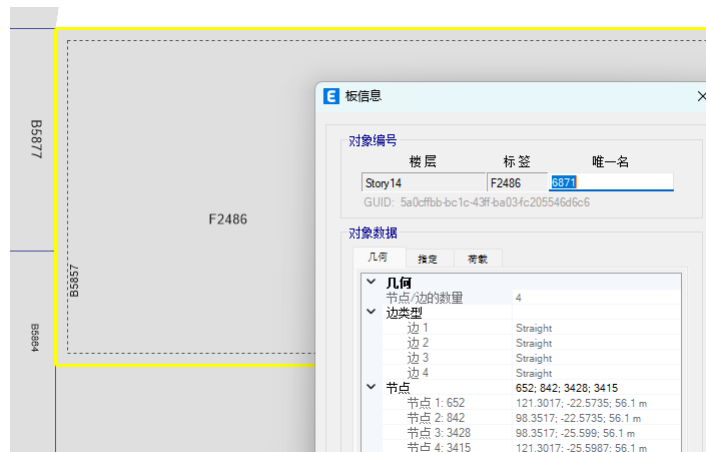 B5877
F2486
B5857
B5864
E 板信息
对象编号
楼层 标签 唯一名
Story14 F2486 6871
GUID: 5a0cffbb-bc1c-43ff-ba03-fc205546d6c6
对象数据
几何 指定 荷载
几何
节点/边的数量 4
边类型
边 1 Straight
边 2 Straight
边 3 Straight
边 4 Straight
节点 652; 842; 3428; 3415
节点 1: 652 121.3017; -22.5735; 56.1 m
节点 2: 842 98.3517; -22.5735; 56.1 m
节点 3: 3428 98.3517; -25.599; 56.1 m
节点 4: 3415 121.3017; -25.5987; 56.1 m